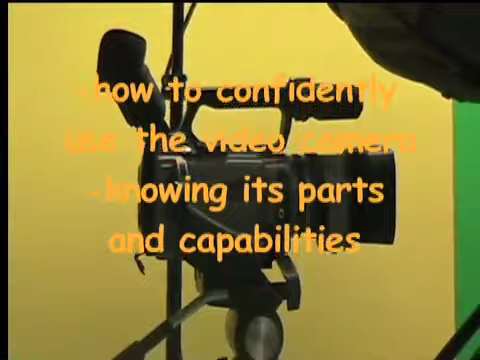 -how to confidently
use the video camera
-knowing its parts
and capabilities